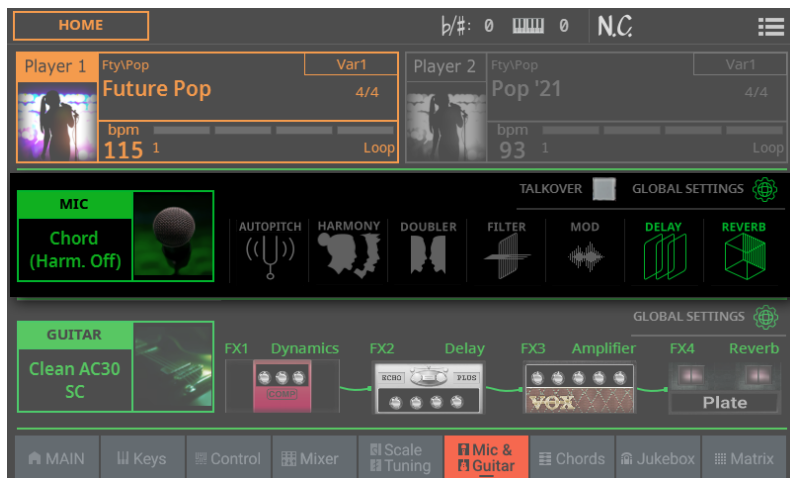 HOME
b/#: 0 0 N.C.
Player 1 Fty\Pop Var1
Future Pop
4/4
bpm
115 1 Loop
Player 2 Fty\Pop Var1
Pop '21
4/4
bpm
93 1 Loop
TALKOVER GLOBAL SETTINGS
MIC
Chord
(Harm. Off)
AUTOPITCH HARMONY DOUBLER FILTER MOD DELAY REVERB
GLOBAL SETTINGS
GUITAR
Clean AC30
SC
FX1 Dynamics FX2 Delay FX3 Amplifier FX4 Reverb
COMP
ECHO PLUS
VOX
Plate
MAIN Keys Control Mixer Scale
Tuning
Mic &
Guitar
Chords Jukebox Matrix